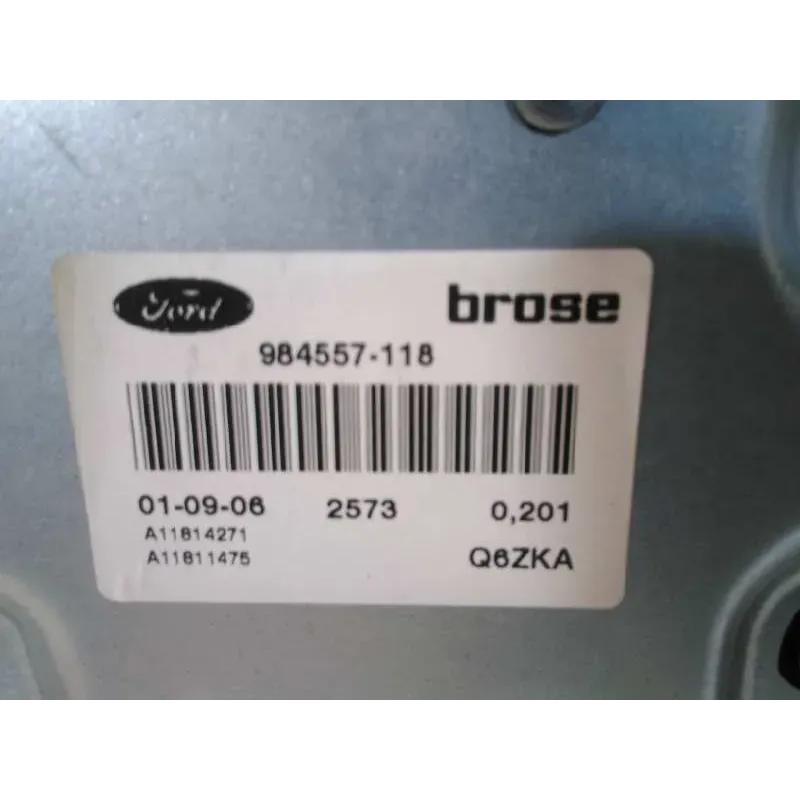 Ford brose
984557-118
01-09-06 2573 0,201
A11814271
A11811475 Q6ZKA